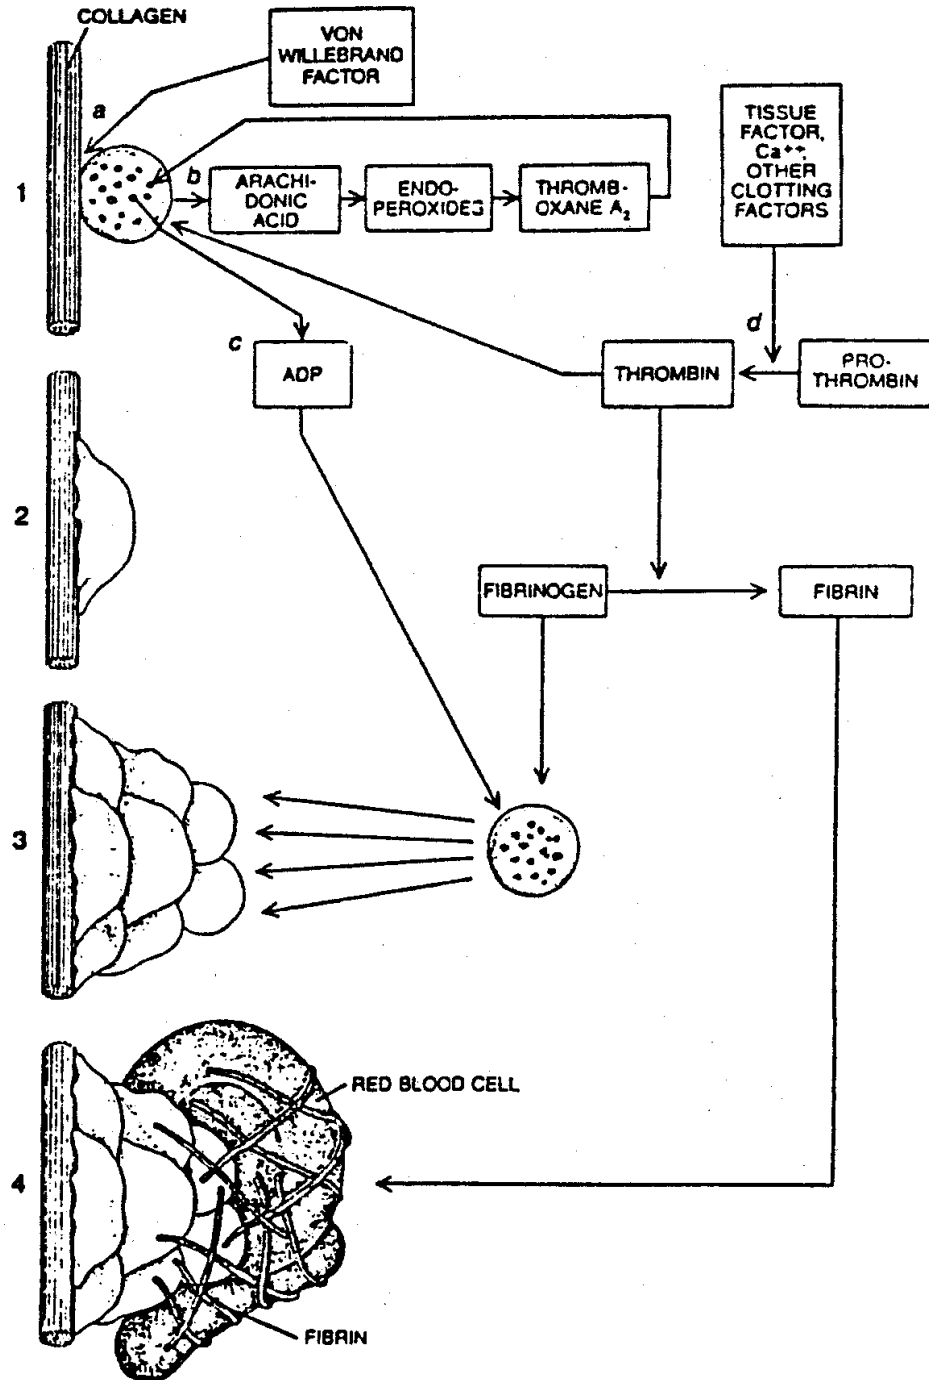 COLLAGEN
VON
WILLEBRAND
FACTOR
a
TISSUE
FACTOR,
Ca++,
OTHER
CLOTTING
FACTORS
1
b
ARACHI-
DONIC
ACID
ENDO-
PEROXIDES
THROMB-
OXANE A2
d
c
ADP
THROMBIN
PRO-
THROMBIN
2
FIBRINOGEN
FIBRIN
3
RED BLOOD CELL
4
FIBRIN